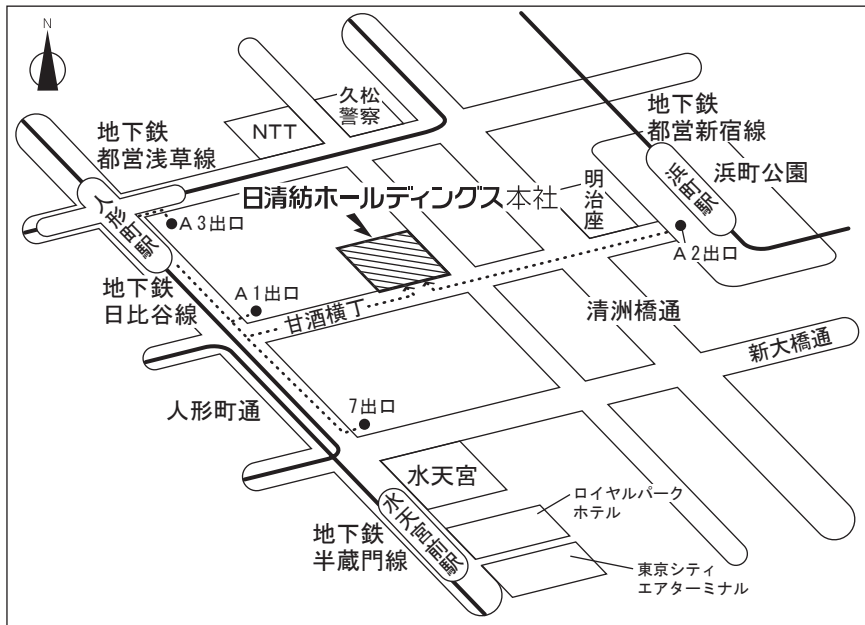 N
久松
警察
NTT
地下鉄
都営浅草線
地下鉄
都営新宿線
浜町公園
浜町駅
明治座
日清紡ホールディングス本社
人形町駅
A3出口
A2出口
地下鉄
日比谷線
A1出口
甘酒横丁
清洲橋通
新大橋通
人形町通
7出口
水天宮
ロイヤルパーク
ホテル
水天宮前駅
地下鉄
半蔵門線
東京シティ
エアターミナル